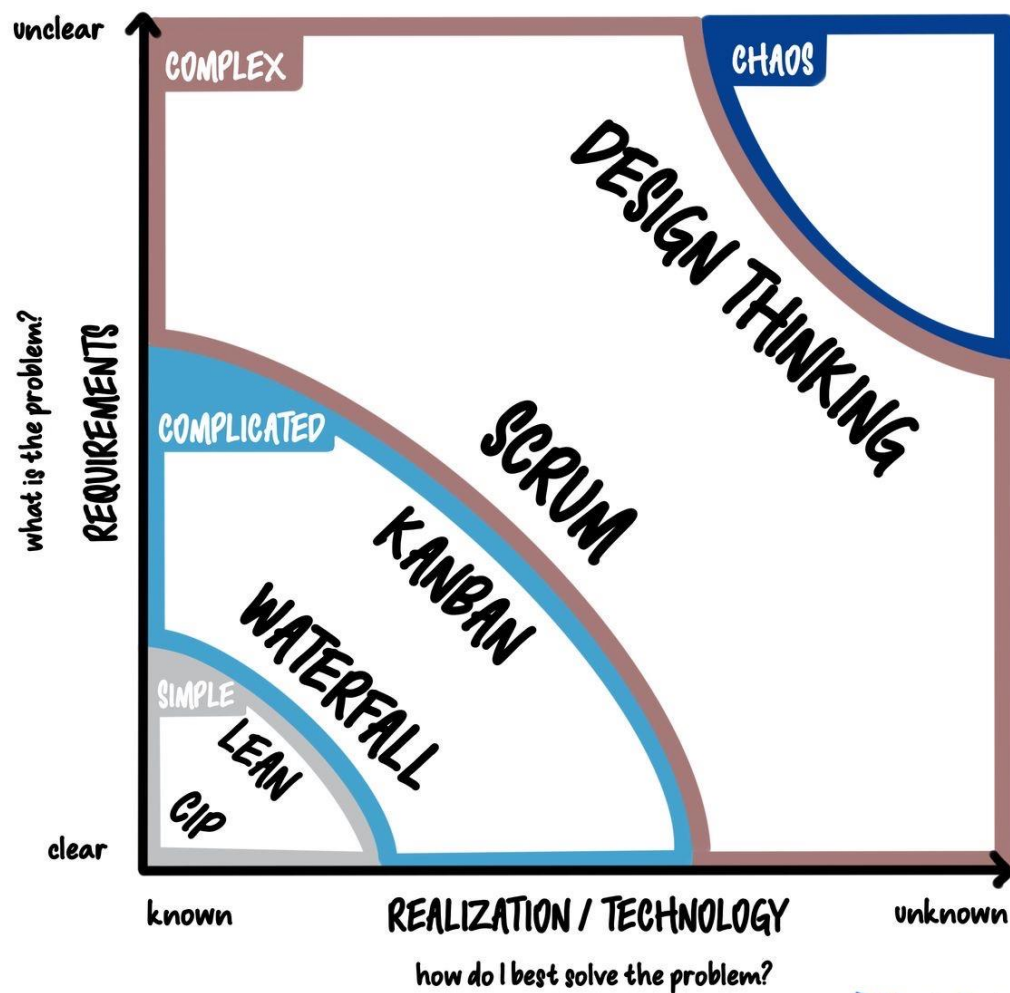 unclear
COMPLEX
CHAOS
DESIGN THINKING
what is the problem?
REQUIREMENTS
SCRUM
COMPLICATED
KANBAN
WATERFALL
SIMPLE
LEAN
CIP
clear
known
REALIZATION / TECHNOLOGY
unknown
how do I best solve the problem?